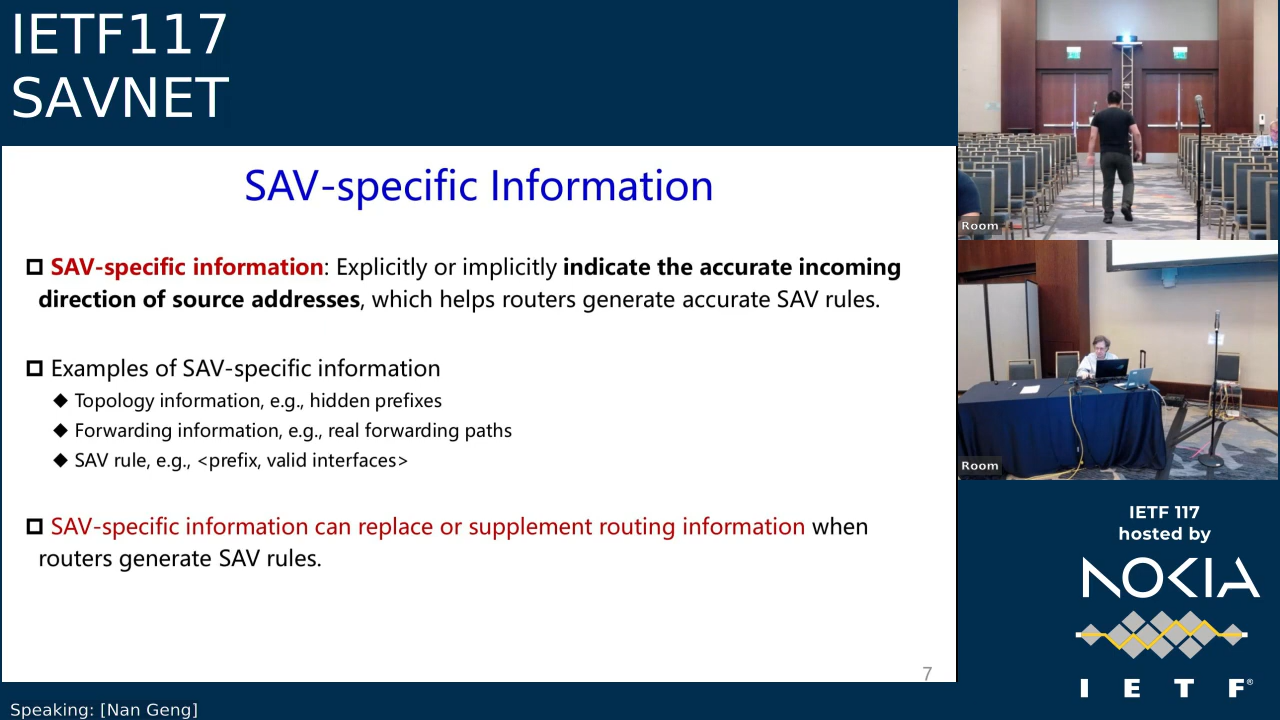 IETF117
SAVNET
SAV-specific Information
SAV-specific information: Explicitly or implicitly indicate the accurate incoming
direction of source addresses, which helps routers generate accurate SAV rules.
Examples of SAV-specific information
Topology information, e.g., hidden prefixes
Forwarding information, e.g., real forwarding paths
SAV rule, e.g., <prefix, valid interfaces>
SAV-specific information can replace or supplement routing information when
routers generate SAV rules.
7
Speaking: [Nan Geng]
Room
Room
IETF 117
hosted by
NOKIA
I E T F®